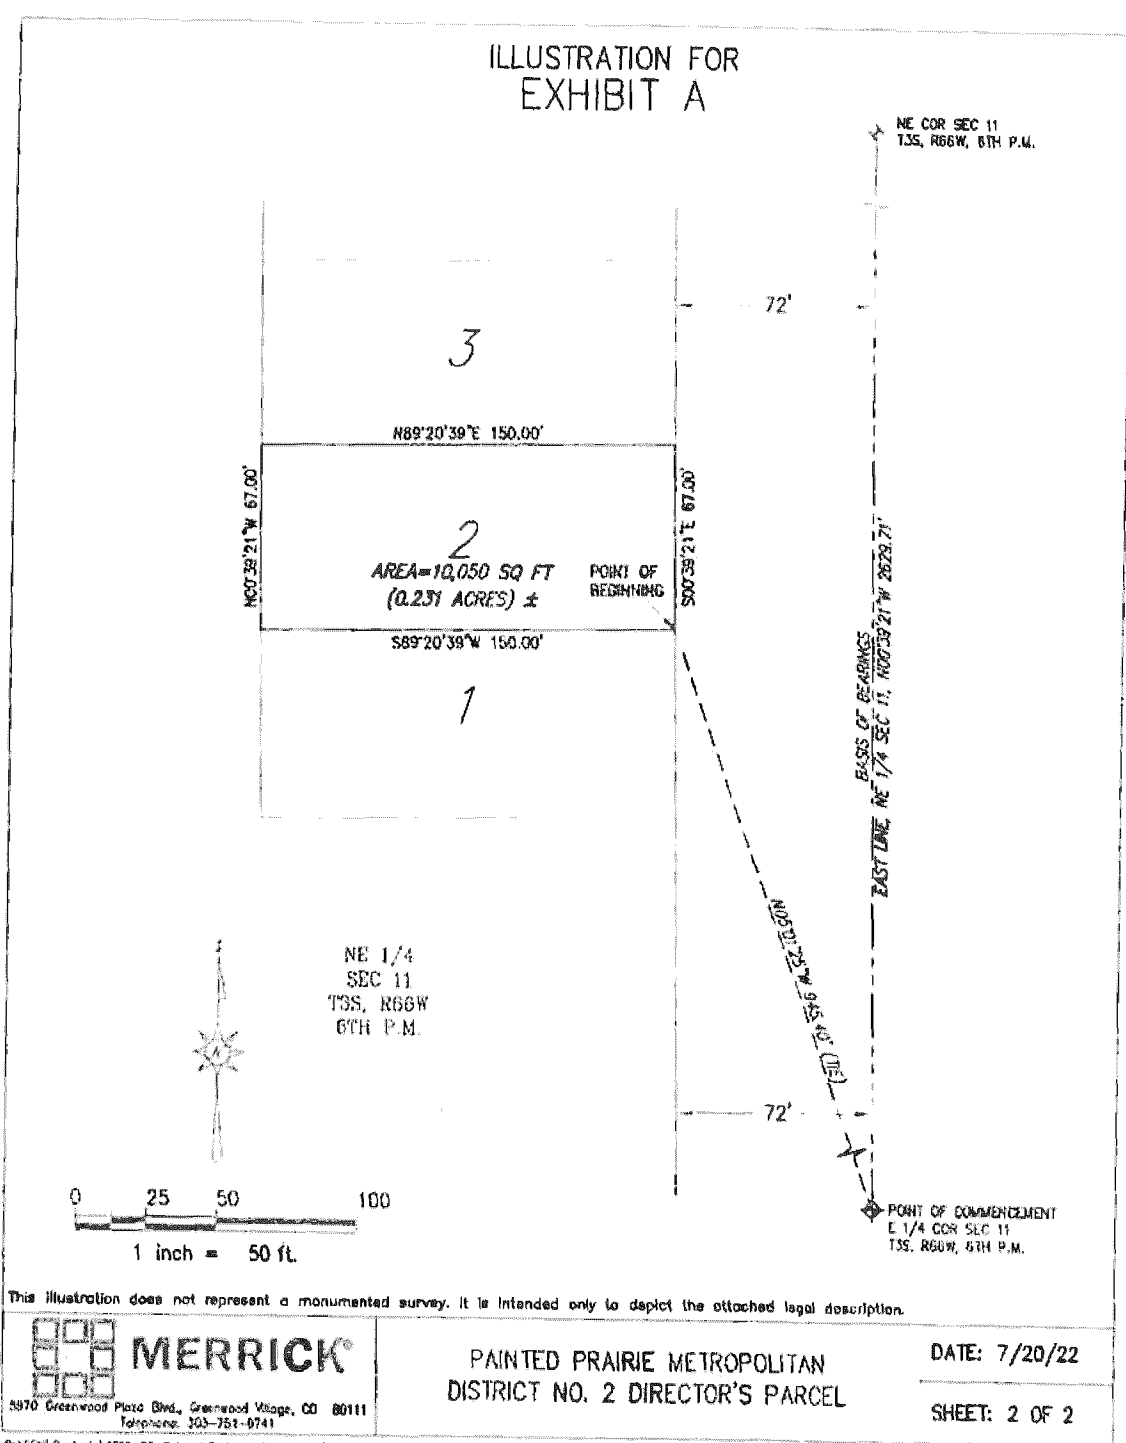 ILLUSTRATION FOR
EXHIBIT A
NE COR SEC 11
T3S, R66W, 6TH P.M.
72'
3
N89°20'39"E 150.00'
N00°39'21"W 67.00'
2
AREA=10,050 SQ FT
(0.231 ACRES) ±
POINT OF
BEGINNING
S00°39'21"E 67.00'
S89°20'39"W 150.00'
1
BASIS OF BEARINGS
EAST LINE, NE 1/4 SEC 11, N00°39'21"W 2629.71'
945.40' (TIE)
NE 1/4
SEC 11
T3S, R66W
6TH P.M.
N
72'
0 25 50 100
1 inch = 50 ft.
POINT OF COMMENCEMENT
E 1/4 COR SEC 11
T3S, R66W, 6TH P.M.
This illustration does not represent a monumented survey. It is intended only to depict the attached legal description.
MERRICK®
5970 Greenwood Plaza Blvd., Greenwood Village, CO 80111
Telephone: 303-751-0741
PAINTED PRAIRIE METROPOLITAN
DISTRICT NO. 2 DIRECTOR'S PARCEL
DATE: 7/20/22
SHEET: 2 OF 2